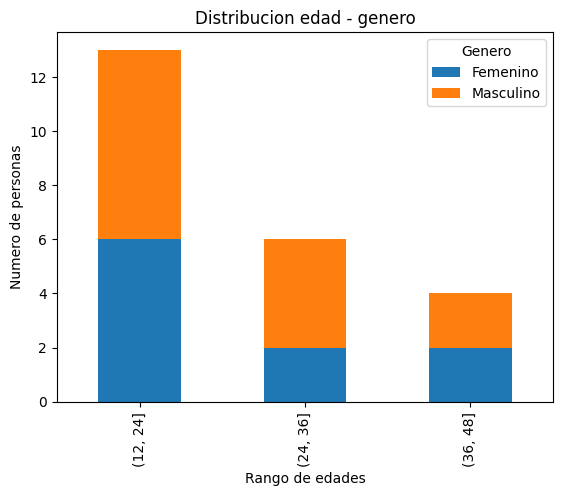 Distribucion edad - genero
Genero
Femenino
Masculino
Numero de personas
12
10
8
6
4
2
0
(12, 24]
(24, 36]
(36, 48]
Rango de edades